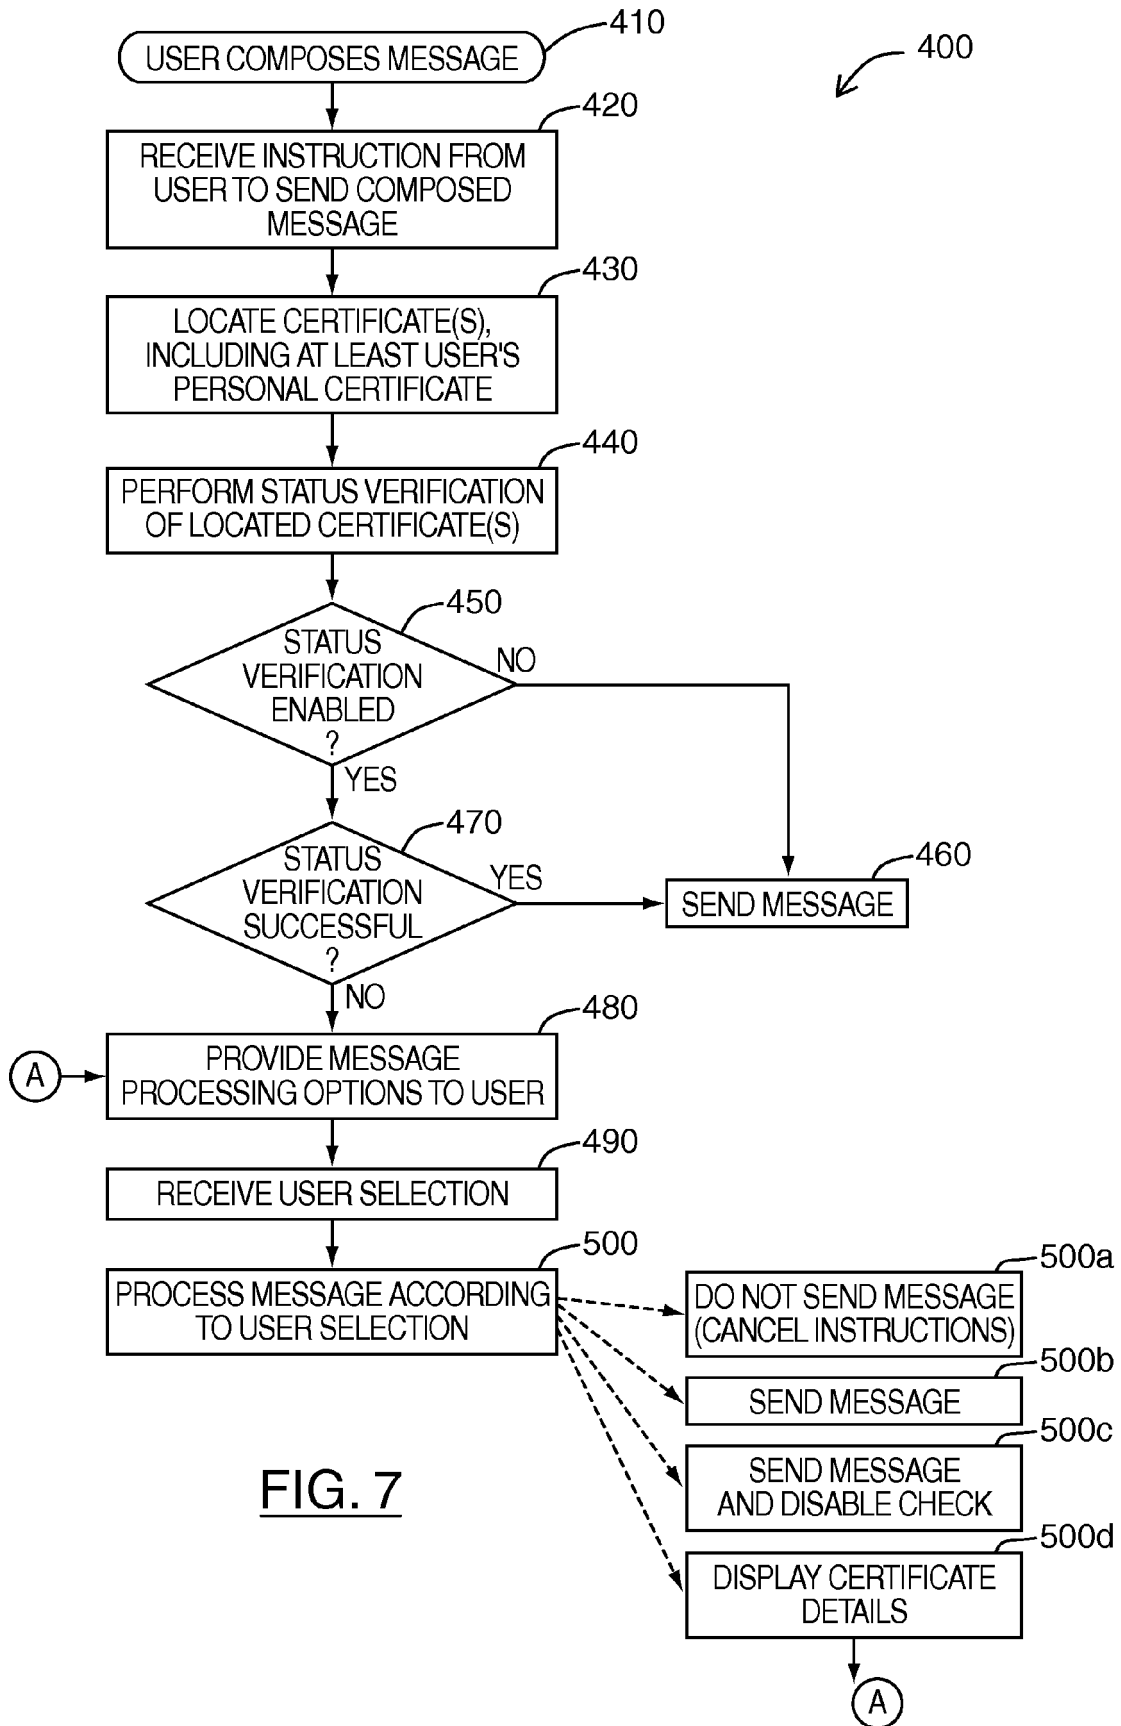 410
USER COMPOSES MESSAGE
400
420
RECEIVE INSTRUCTION FROM
USER TO SEND COMPOSED
MESSAGE
430
LOCATE CERTIFICATE(S),
INCLUDING AT LEAST USER'S
PERSONAL CERTIFICATE
440
PERFORM STATUS VERIFICATION
OF LOCATED CERTIFICATE(S)
450
STATUS
VERIFICATION
ENABLED
?
NO
YES
470
STATUS
VERIFICATION
SUCCESSFUL
?
YES
460
SEND MESSAGE
NO
480
A
PROVIDE MESSAGE
PROCESSING OPTIONS TO USER
490
RECEIVE USER SELECTION
500
PROCESS MESSAGE ACCORDING
TO USER SELECTION
500a
DO NOT SEND MESSAGE
(CANCEL INSTRUCTIONS)
500b
SEND MESSAGE
500c
SEND MESSAGE
AND DISABLE CHECK
500d
DISPLAY CERTIFICATE
DETAILS
A
FIG. 7